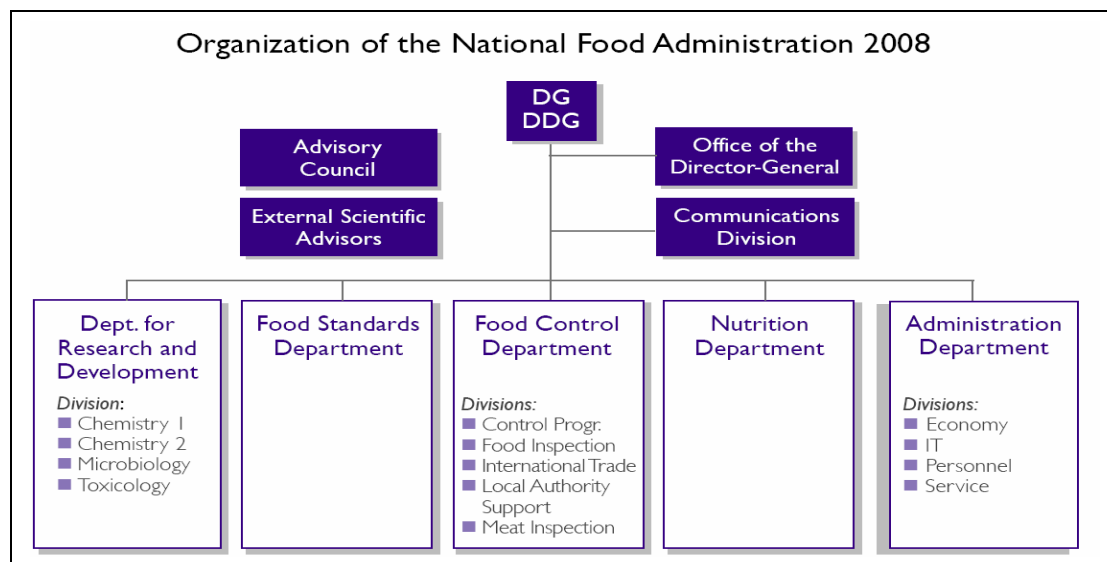 Organization of the National Food Administration 2008
DG
DDG
Advisory
Council
Office of the
Director-General
External Scientific
Advisors
Communications
Division
Dept. for
Research and
Development
Division:
Chemistry 1
Chemistry 2
Microbiology
Toxicology
Food Standards
Department
Food Control
Department
Divisions:
Control Progr.
Food Inspection
International Trade
Local Authority
Support
Meat Inspection
Nutrition
Department
Administration
Department
Divisions:
Economy
IT
Personnel
Service